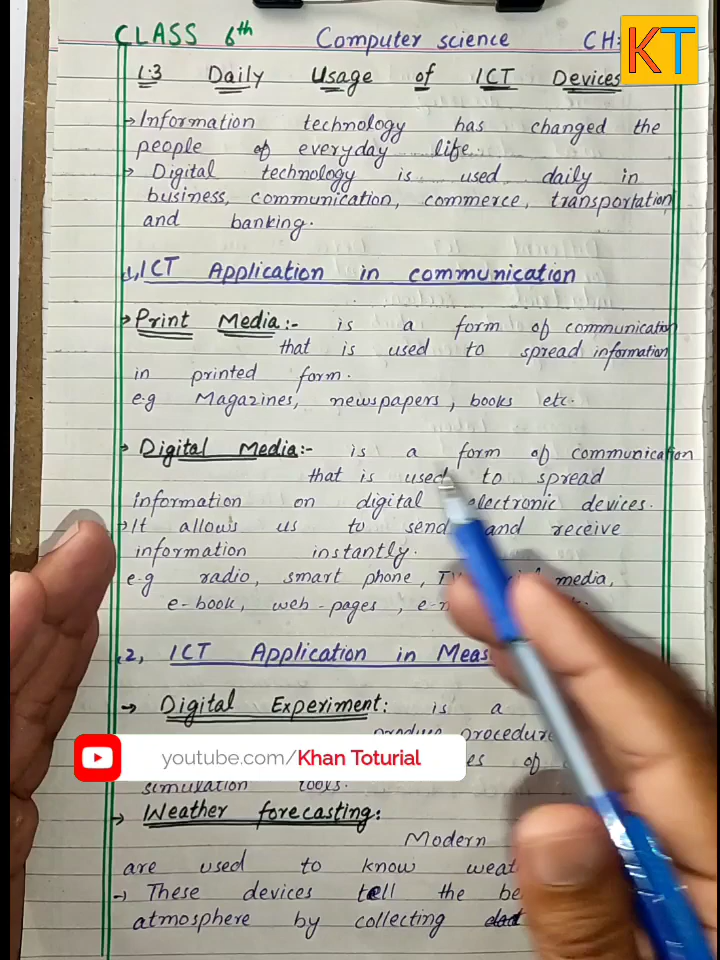 CLASS 6th Computer science CH:
KT
1.3 Daily Usage of ICT Devices
→ Information technology has changed the
people of everyday life.
→ Digital technology is used daily in
business, communication, commerce, transportation
and banking.
1, ICT Application in communication
→ Print Media:- is a form of communication
that is used to spread information
in printed form.
e.g Magazines, newspapers, books etc.
→ Digital Media:- is a form of communication
that is used to spread
information on digital electronic devices.
→ It allows us to send and receive
information instantly.
e-g radio, smart phone, TV, media,
e-book, web-pages,
2, ICT Application in Meas
→ Digital Experiment: is a
procedure
youtube.com/Khan Toturial
es of
simulation tools.
→ Weather forecasting:
Modern
are used to know weat
→ These devices tell the be
atmosphere by collecting